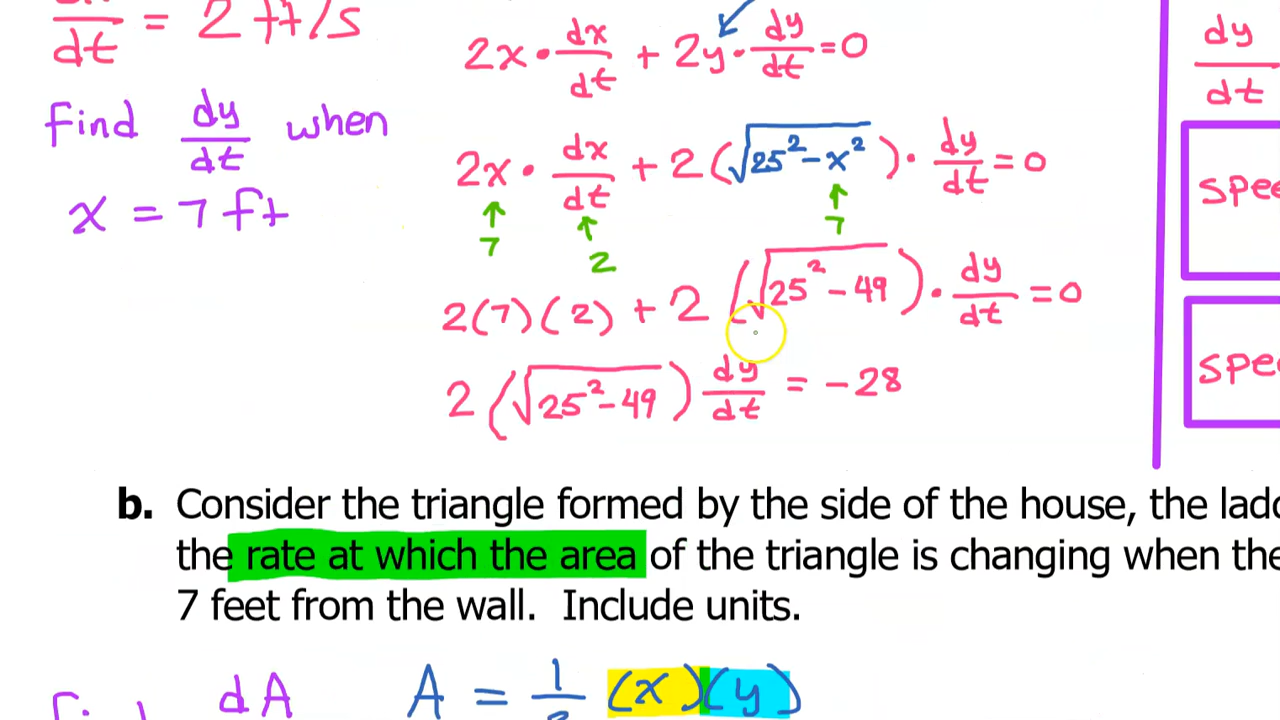 dt = 2 ft/s
2x · dx/dt + 2y · dy/dt = 0
dy/dt
Find dy/dt when
x = 7 ft
2x · dx/dt + 2(√25² - x²) · dy/dt = 0
7 2 7
2(7)(2) + 2(√25² - 49) · dy/dt = 0
2(√25² - 49) dy/dt = -28
b. Consider the triangle formed by the side of the house, the
the rate at which the area of the triangle is changing when the
7 feet from the wall. Include units.
dA
A = 1 (x)(y)